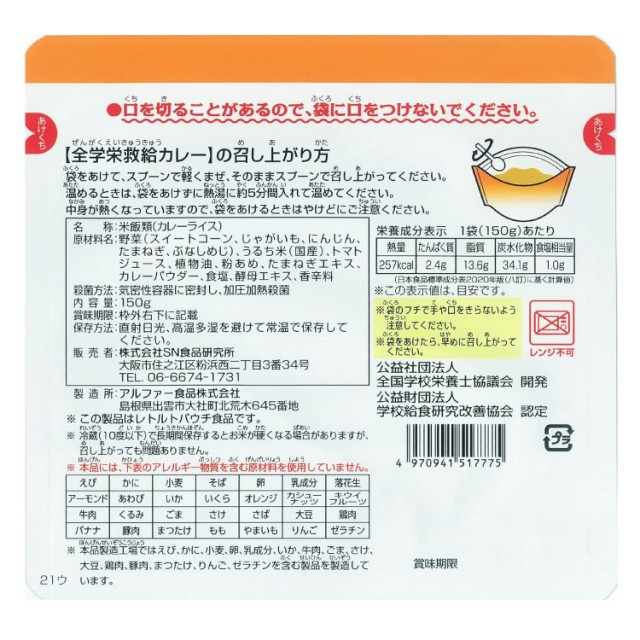 あけくち
●口を切ることがあるので、袋に口をつけないでください。
あけくち
【全学栄救給カレー】の召し上がり方
袋をあけて、スプーンで軽くまぜ、そのままスプーンで召し上がってください。
温めるときは、袋をあけずに熱湯に約5分間入れて温めてください。
中身が熱くなっていますので、袋をあけるときはやけどにご注意ください。
名称:米飯類(カレーライス)
原材料名:野菜(スイートコーン、じゃがいも、にんじん、
たまねぎ、ぶなしめじ)、うるち米(国産)、トマト
ジュース、植物油、粉あめ、たまねぎエキス、
カレーパウダー、食塩、酵母エキス、香辛料
殺菌方法:気密性容器に密封し、加圧加熱殺菌
内容量:150g
賞味期限:枠外右下に記載
保存方法:直射日光、高温多湿を避けて常温で保存して
ください。
販売者:株式会社SN食品研究所
大阪市住之江区粉浜西二丁目3番34号
TEL. 06-6674-1731
製造所:アルファー食品株式会社
島根県出雲市大社町北荒木645番地
※ この製品はレトルトパウチ食品です。
※ 冷蔵(10度以下)で長期間保存するとお米が硬くなる場合がありますが、
召し上がっても問題ありません。
※ 本品には、下表のアレルギー物質を含む原材料を使用していません。
えび かに 小麦 そば 卵 乳成分 落花生
アーモンド あわび いか いくら オレンジ カシューナッツ キウイフルーツ
牛肉 くるみ ごま さけ さば 大豆 鶏肉
バナナ 豚肉 まつたけ もも やまいも りんご ゼラチン
※ 本品製造工場ではえび、かに、小麦、卵、乳成分、いか、牛肉、ごま、さけ、
大豆、鶏肉、豚肉、まつたけ、りんご、ゼラチンを含む製品を製造して
います。
21ウ
栄養成分表示 1袋(150g)あたり
熱量 たんぱく質 脂質 炭水化物 食塩相当量
257kcal 2.4g 13.6g 34.1g 1.0g
(日本食品標準成分表2020年版(八訂)に基く計算値)
※この表示値は、目安です。
※袋のフチで手や口をきらないよう
注意してください。
※袋をあけたら、早めに召し上がって
ください。
レンジ不可
公益社団法人
全国学校栄養士協議会 開発
公益財団法人
学校給食研究改善協会 認定
4 970941 517775
プラ
賞味期限